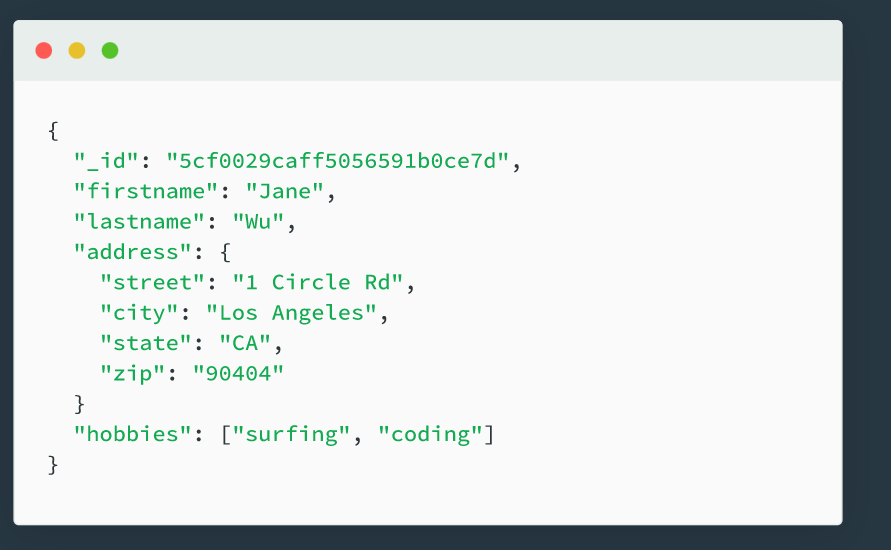 {
  "_id": "5cf0029caff5056591b0ce7d",
  "firstname": "Jane",
  "lastname": "Wu",
  "address": {
    "street": "1 Circle Rd",
    "city": "Los Angeles",
    "state": "CA",
    "zip": "90404"
  }
  "hobbies": ["surfing", "coding"]
}